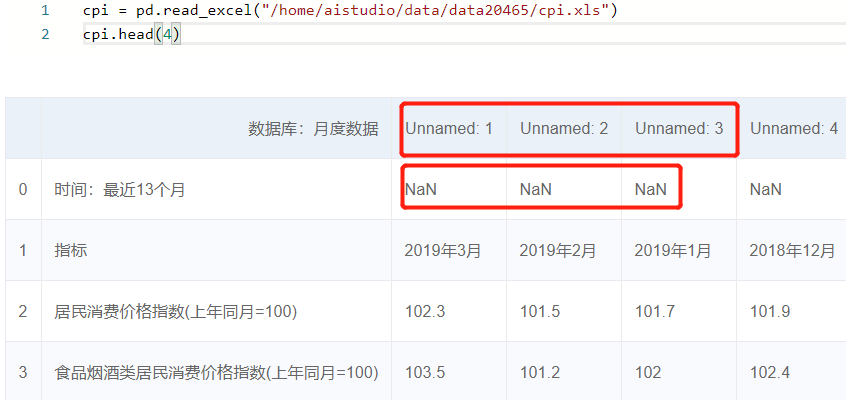 1 cpi = pd.read_excel("/home/aistudio/data/data20465/cpi.xls")
2 cpi.head(4)
数据库：月度数据 Unnamed: 1 Unnamed: 2 Unnamed: 3 Unnamed: 4
0 时间：最近13个月 NaN NaN NaN NaN
1 指标 2019年3月 2019年2月 2019年1月 2018年12月
2 居民消费价格指数(上年同月=100) 102.3 101.5 101.7 101.9
3 食品烟酒类居民消费价格指数(上年同月=100) 103.5 101.2 102 102.4